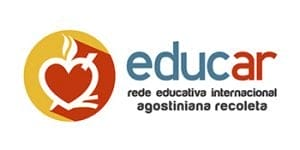 educar
rede educativa internacional
agostiniana recoleta